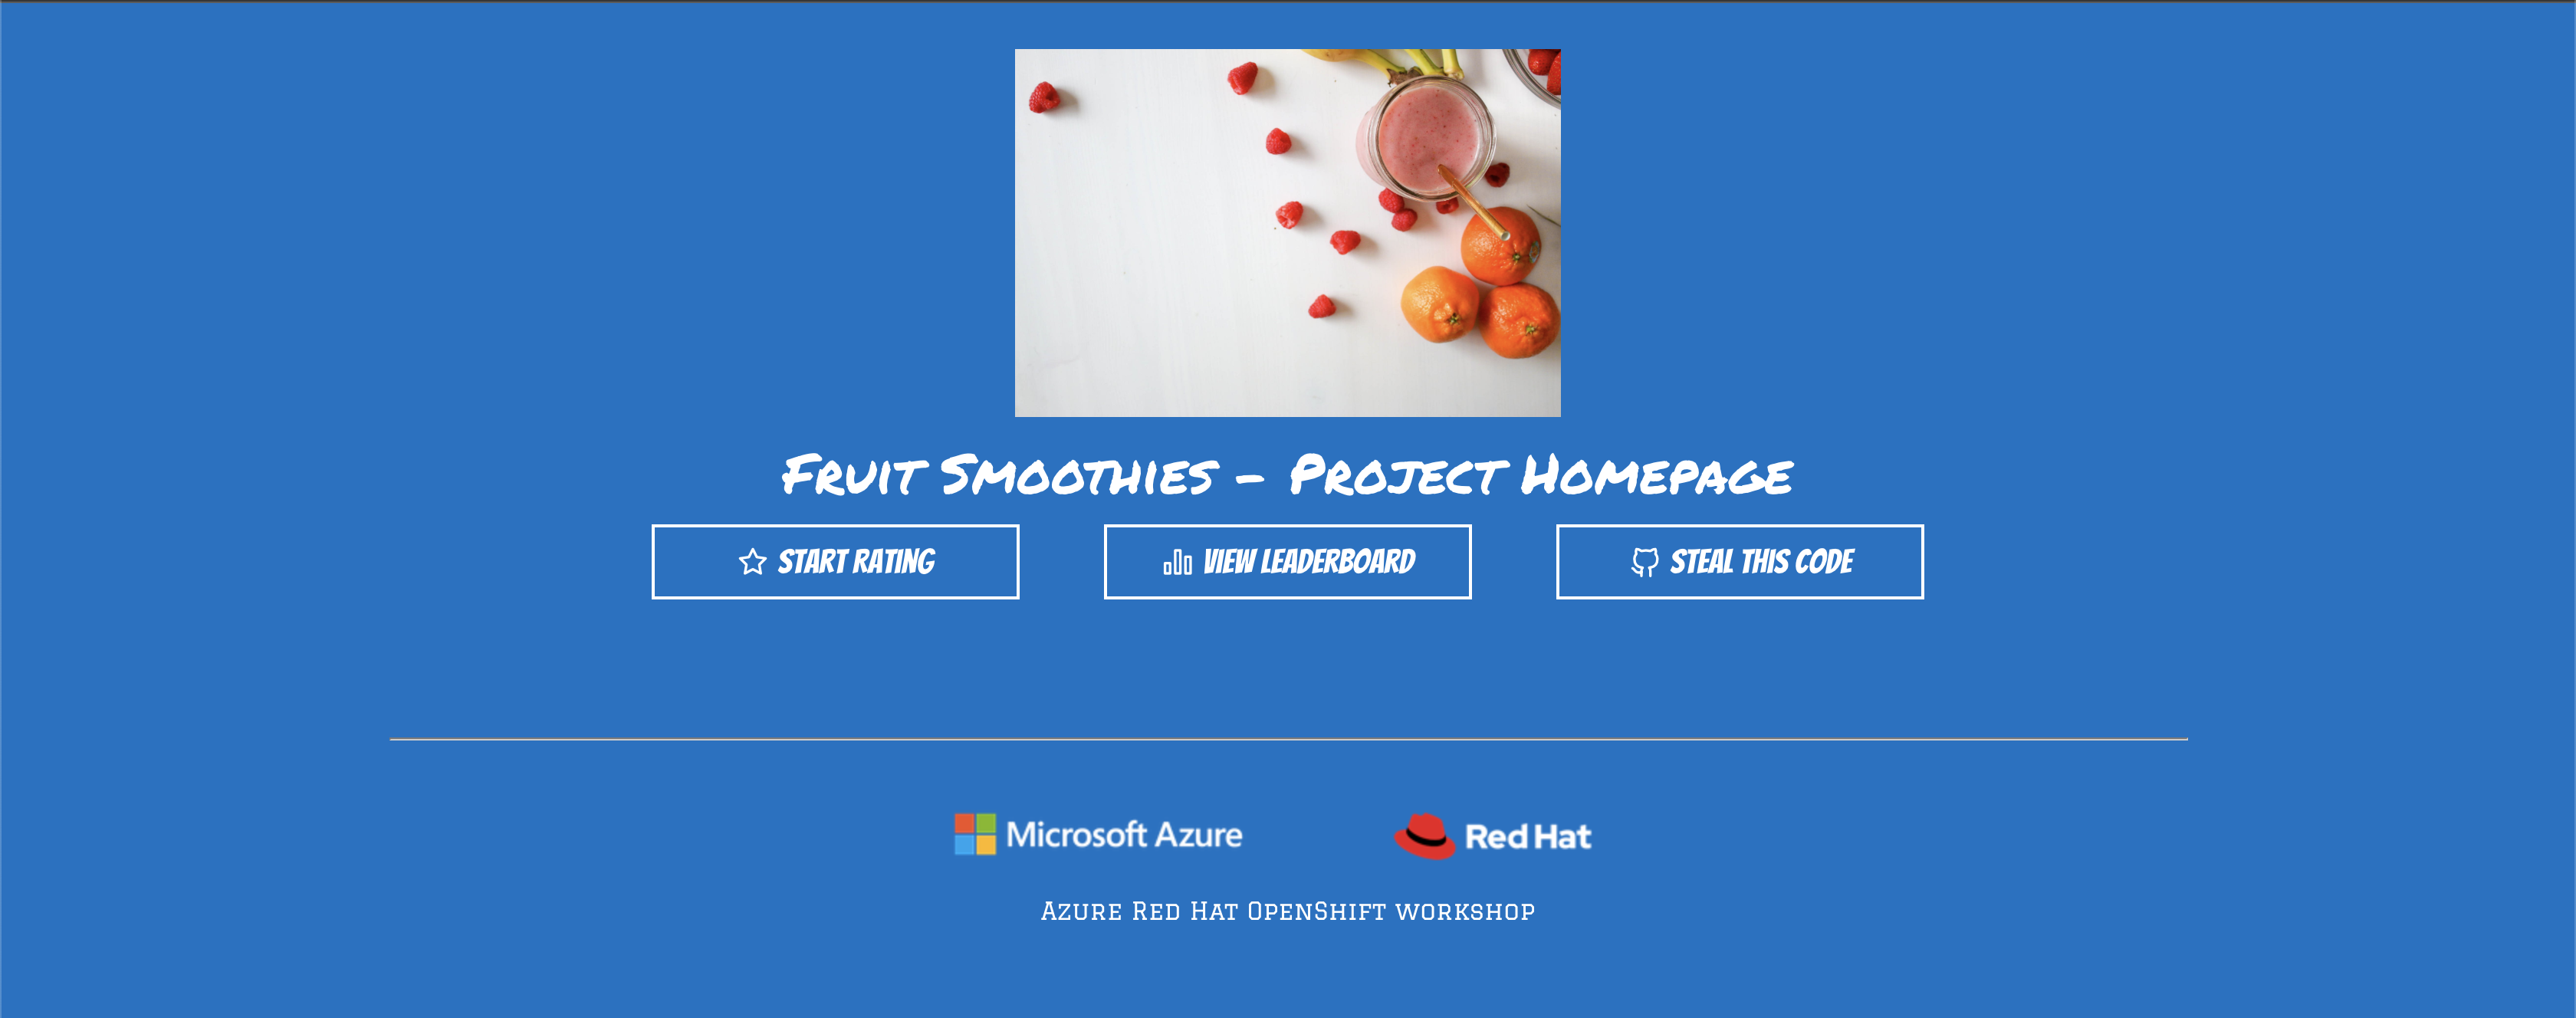 Fruit Smoothies – Project Homepage
START RATING
VIEW LEADERBOARD
STEAL THIS CODE
Microsoft Azure
Red Hat
Azure Red Hat OpenShift workshop